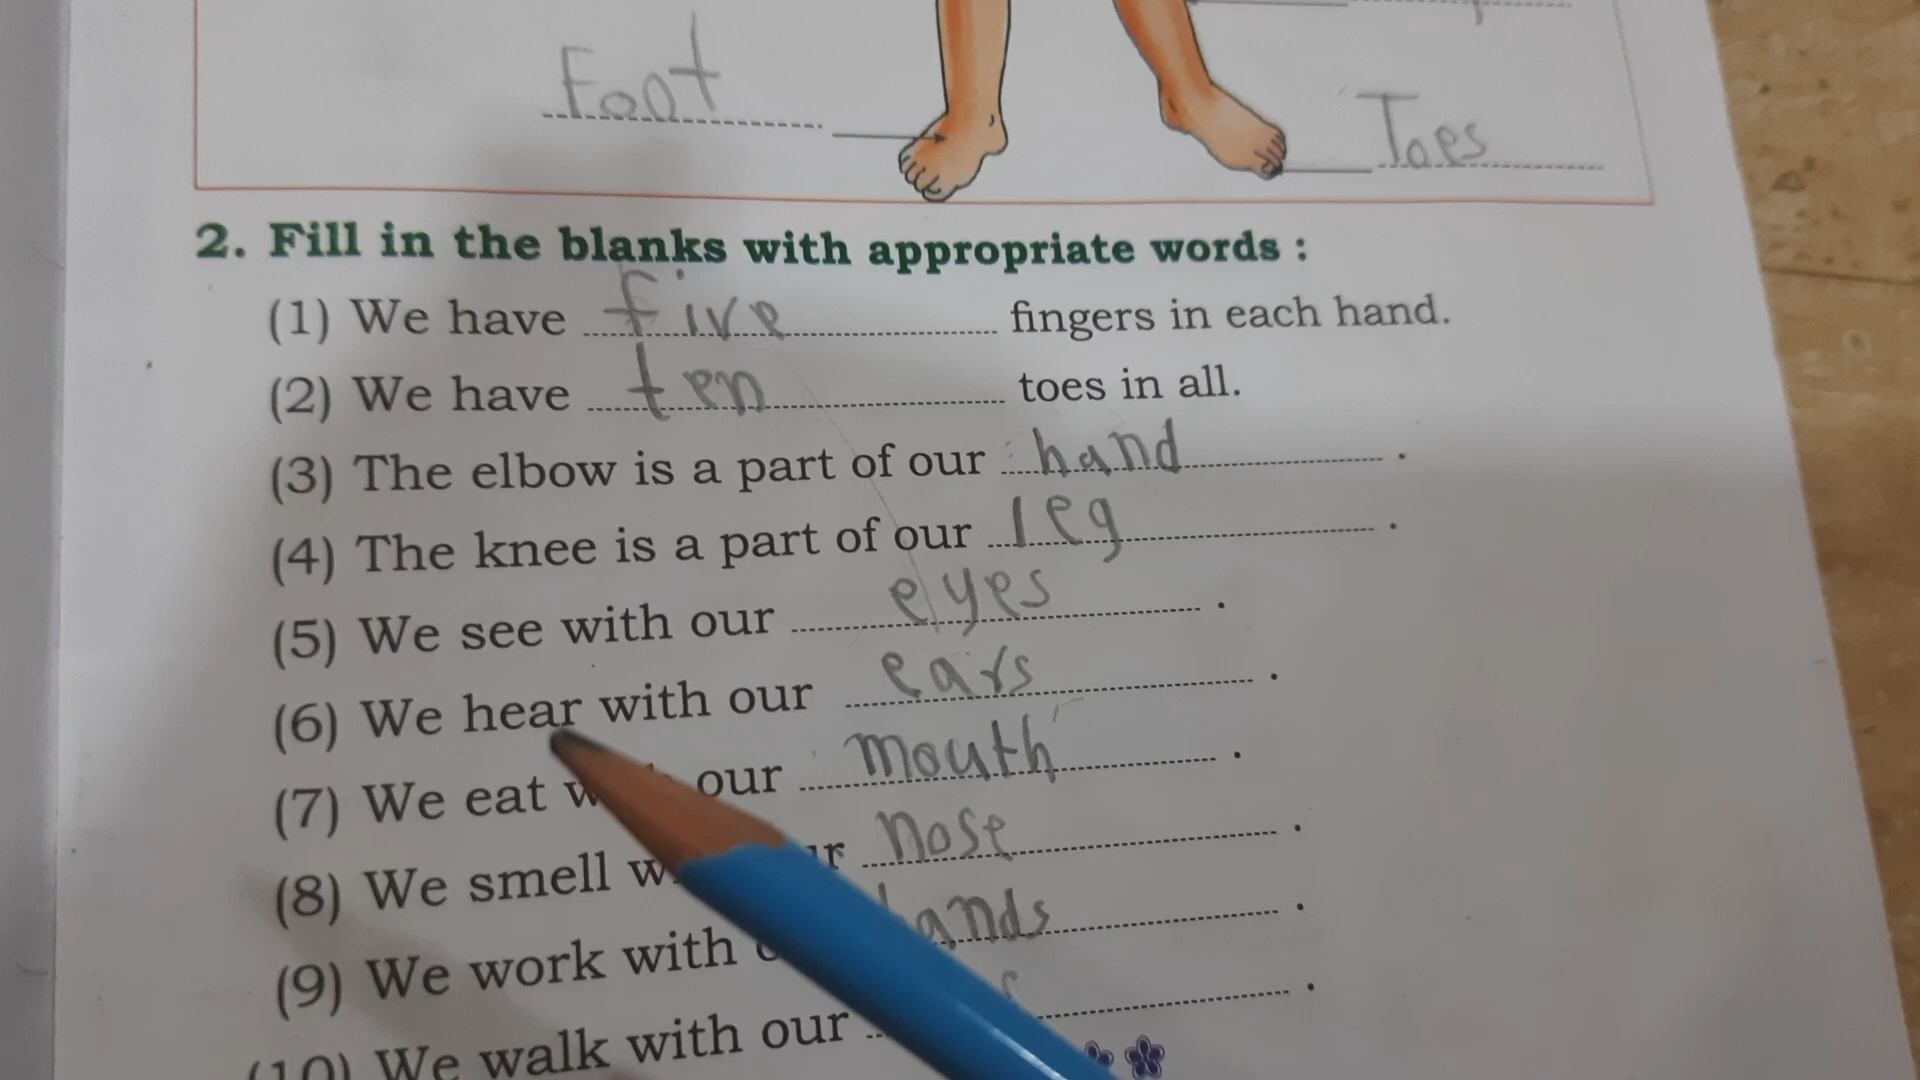 Foot
Toes
2. Fill in the blanks with appropriate words :
(1) We have five fingers in each hand.
(2) We have ten toes in all.
(3) The elbow is a part of our hand.
(4) The knee is a part of our leg.
(5) We see with our eyes.
(6) We hear with our ears.
(7) We eat our mouth.
(8) We smell nose.
(9) We work with hands.
(10) We walk with our